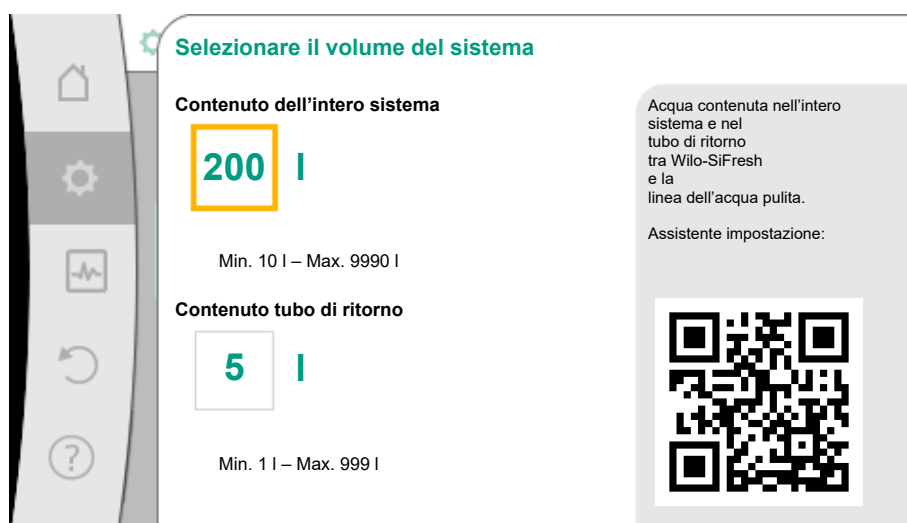 Selezionare il volume del sistema
Contenuto dell'intero sistema
200 l
Min. 10 l – Max. 9990 l
Contenuto tubo di ritorno
5 l
Min. 1 l – Max. 999 l
Acqua contenuta nell'intero
sistema e nel
tubo di ritorno
tra Wilo-SiFresh
e la
linea dell'acqua pulita.
Assistente impostazione:
?